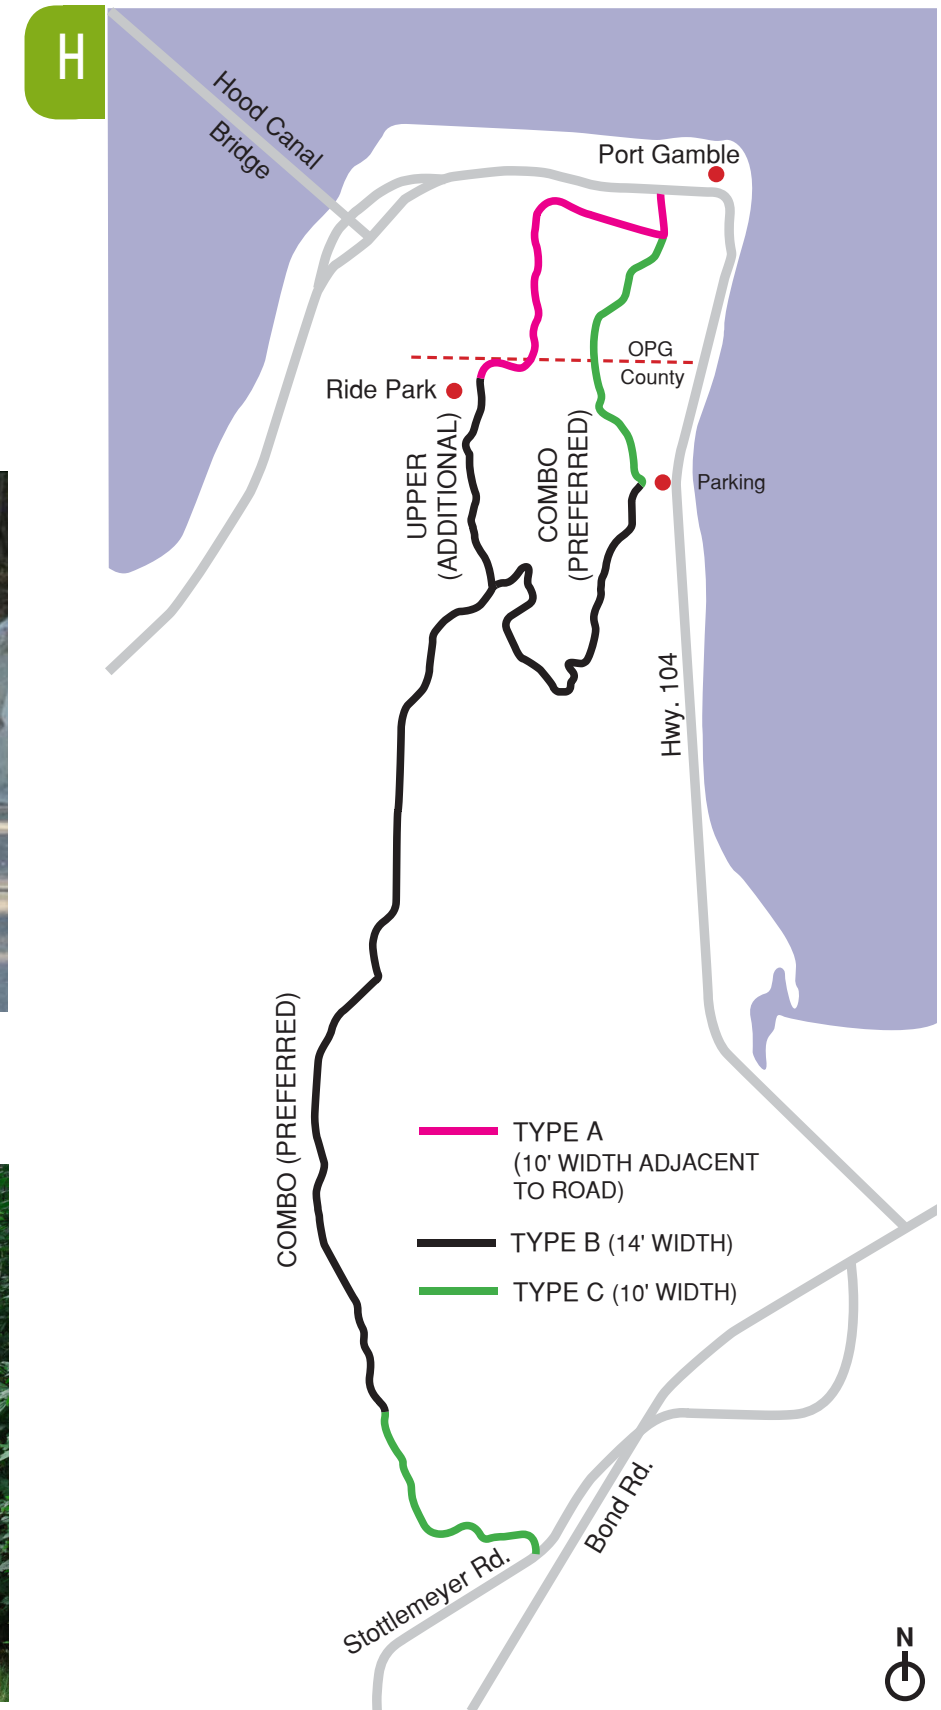 H
Hood Canal
Bridge
Port Gamble
OPG
County
Ride Park
UPPER
(ADDITIONAL)
COMBO
(PREFERRED)
Parking
Hwy. 104
COMBO (PREFERRED)
TYPE A
(10' WIDTH ADJACENT
TO ROAD)
TYPE B (14' WIDTH)
TYPE C (10' WIDTH)
Bond Rd.
Stottlemeyer Rd.
N